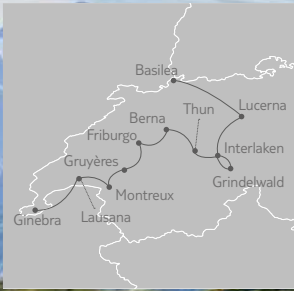 Basilea
Thun
Lucerna
Berna
Friburgo
Interlaken
Gruyères
Grindelwald
Montreux
Lausana
Ginebra